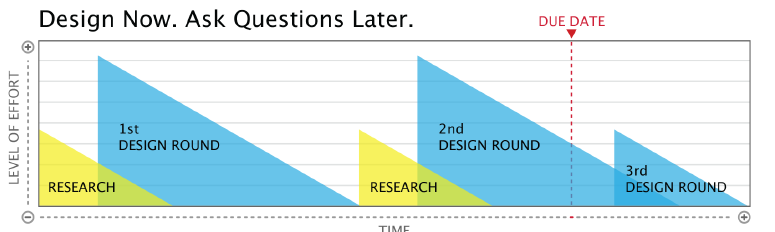 Design Now. Ask Questions Later.
DUE DATE
LEVEL OF EFFORT
1st
DESIGN ROUND
RESEARCH
2nd
DESIGN ROUND
RESEARCH
3rd
DESIGN ROUND
TIME